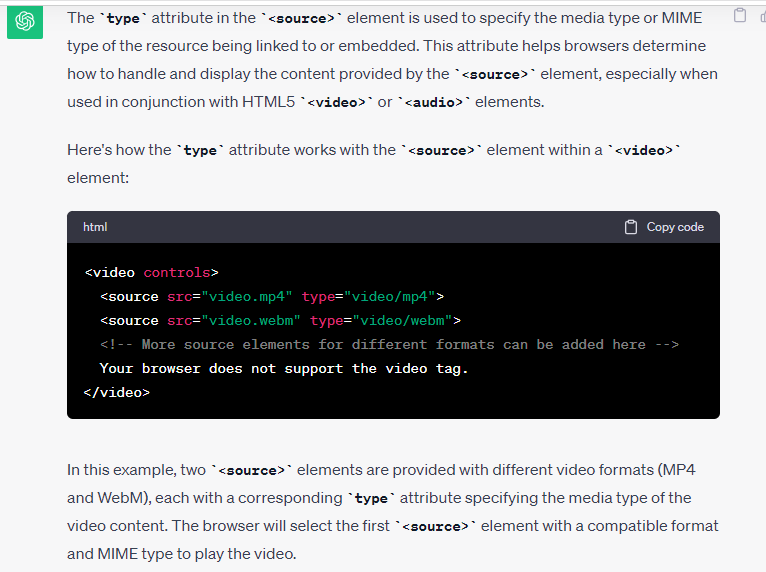 The `type` attribute in the `<source>` element is used to specify the media type or MIME
type of the resource being linked to or embedded. This attribute helps browsers determine
how to handle and display the content provided by the `<source>` element, especially when
used in conjunction with HTML5 `<video>` or `<audio>` elements.
Here's how the `type` attribute works with the `<source>` element within a `<video>`
element:
html
Copy code
<video controls>
  <source src="video.mp4" type="video/mp4">
  <source src="video.webm" type="video/webm">
  <!-- More source elements for different formats can be added here -->
  Your browser does not support the video tag.
</video>
In this example, two `<source>` elements are provided with different video formats (MP4
and WebM), each with a corresponding `type` attribute specifying the media type of the
video content. The browser will select the first `<source>` element with a compatible format
and MIME type to play the video.